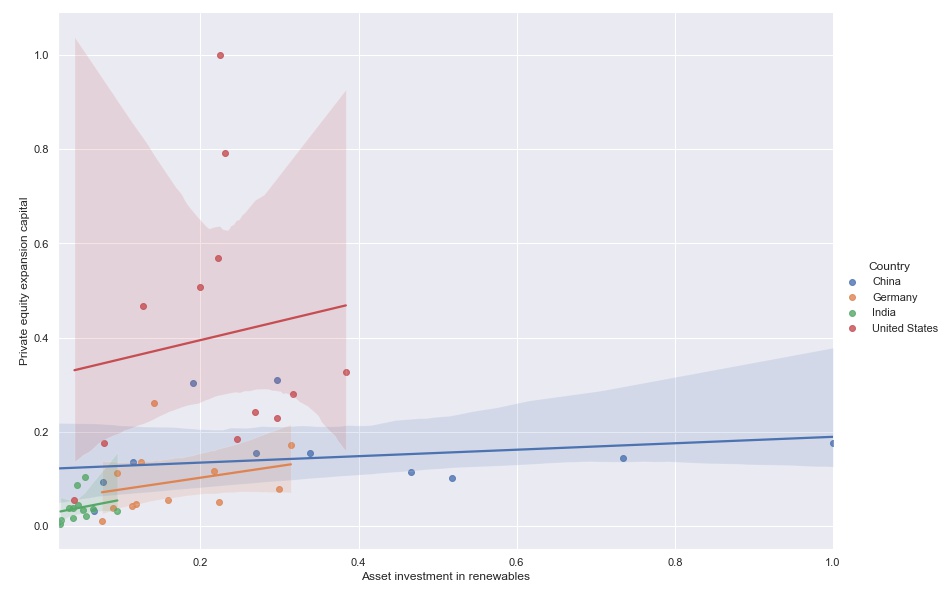 1.0
0.8
0.6
0.4
0.2
0.0
Private equity expansion capital
0.2 0.4 0.6 0.8 1.0
Asset investment in renewables
Country
China
Germany
India
United States